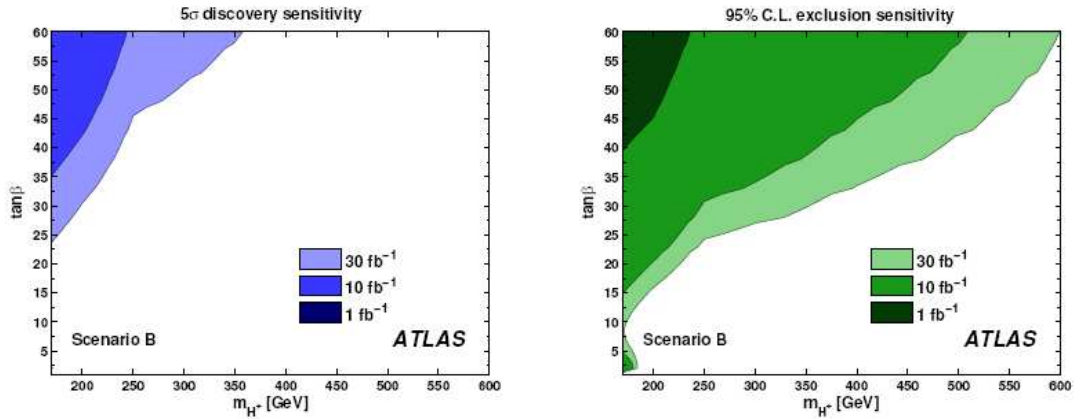 5σ discovery sensitivity
60
55
50
45
40
35
30
25
20
15
10
5
tanβ
30 fb⁻¹
10 fb⁻¹
1 fb⁻¹
Scenario B
ATLAS
200 250 300 350 400 450 500 550 600
m_H⁺ [GeV]
95% C.L. exclusion sensitivity
60
55
50
45
40
35
30
25
20
15
10
5
tanβ
30 fb⁻¹
10 fb⁻¹
1 fb⁻¹
Scenario B
ATLAS
200 250 300 350 400 450 500 550 600
m_H⁺ [GeV]